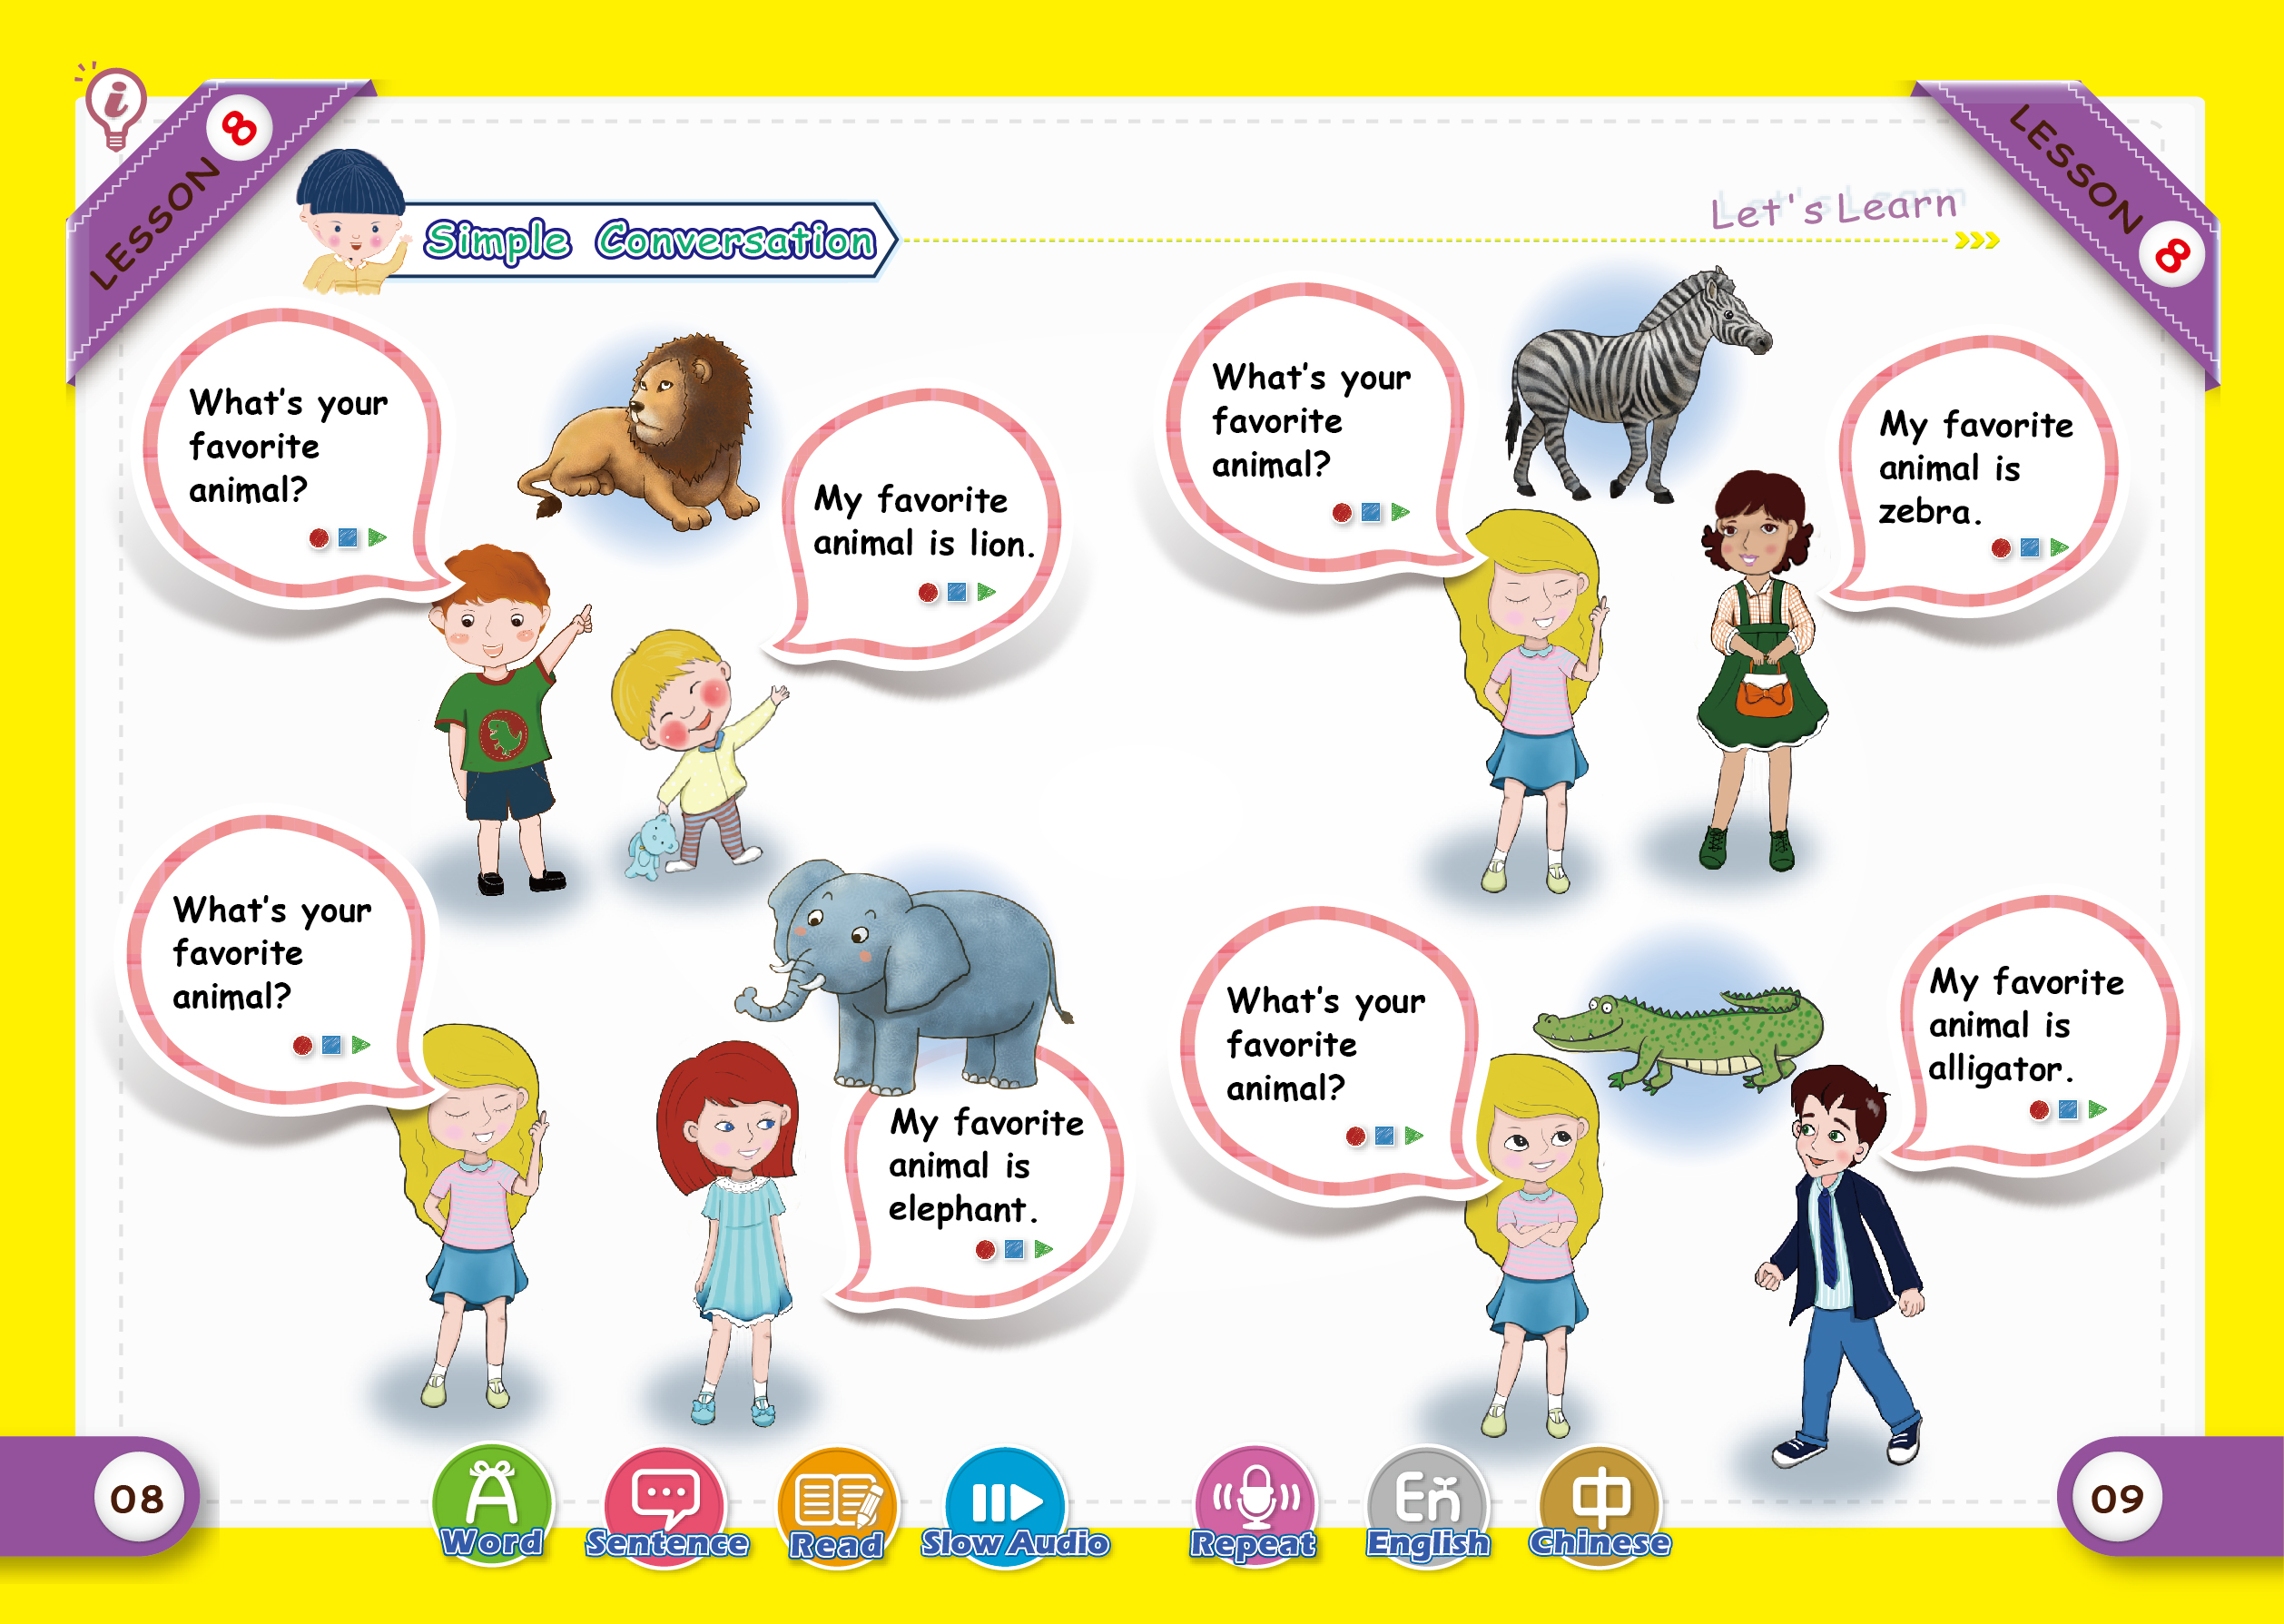 LESSON 8
Simple Conversation
Let's Learn
LESSON 8
What's your
favorite
animal?
My favorite
animal is lion.
What's your
favorite
animal?
My favorite
animal is
elephant.
What's your
favorite
animal?
My favorite
animal is
zebra.
What's your
favorite
animal?
My favorite
animal is
alligator.
08
A
Word
Sentence
Read
Slow Audio
Repeat
En
English
中
Chinese
09